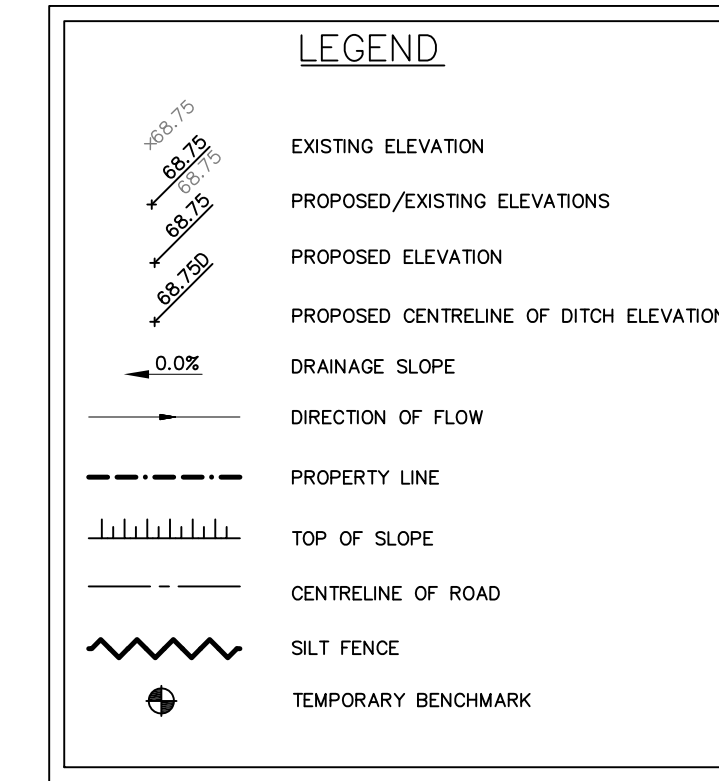 LEGEND
x68.75
EXISTING ELEVATION
68.75
68.75
PROPOSED/EXISTING ELEVATIONS
68.75
PROPOSED ELEVATION
68.75D
PROPOSED CENTRELINE OF DITCH ELEVATION
0.0%
DRAINAGE SLOPE
DIRECTION OF FLOW
PROPERTY LINE
TOP OF SLOPE
CENTRELINE OF ROAD
SILT FENCE
TEMPORARY BENCHMARK